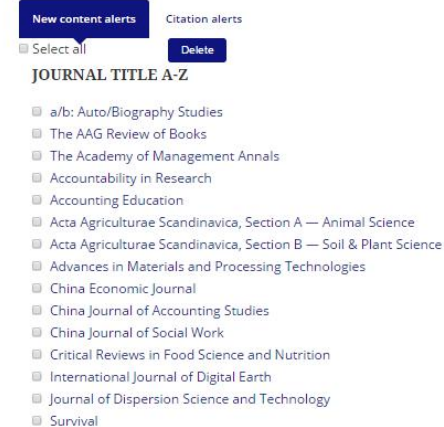 New content alerts Citation alerts
Select all Delete
JOURNAL TITLE A-Z
a/b: Auto/Biography Studies
The AAG Review of Books
The Academy of Management Annals
Accountability in Research
Accounting Education
Acta Agriculturae Scandinavica, Section A — Animal Science
Acta Agriculturae Scandinavica, Section B — Soil & Plant Science
Advances in Materials and Processing Technologies
China Economic Journal
China Journal of Accounting Studies
China Journal of Social Work
Critical Reviews in Food Science and Nutrition
International Journal of Digital Earth
Journal of Dispersion Science and Technology
Survival